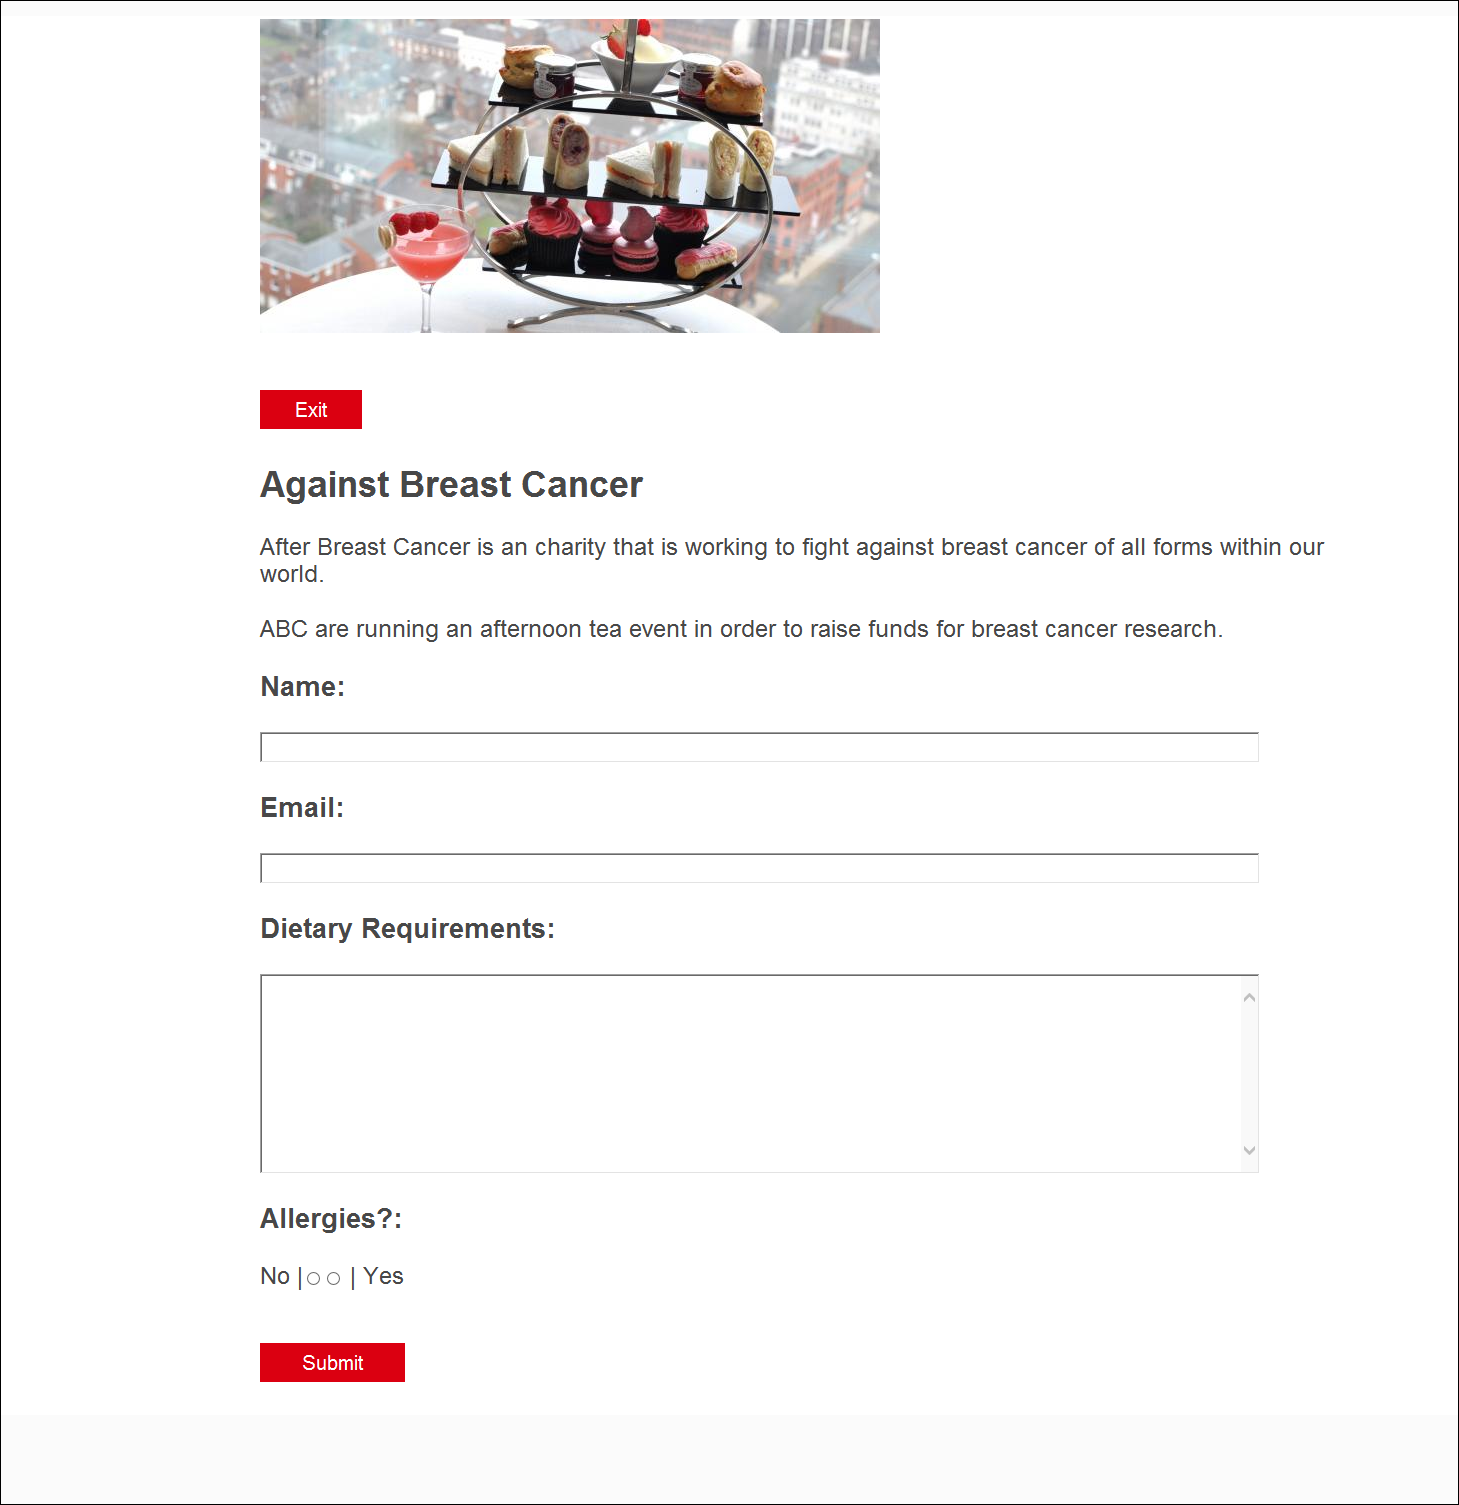 Exit
Against Breast Cancer
After Breast Cancer is an charity that is working to fight against breast cancer of all forms within our
world.
ABC are running an afternoon tea event in order to raise funds for breast cancer research.
Name:
Email:
Dietary Requirements:
Allergies?:
No | | Yes
Submit